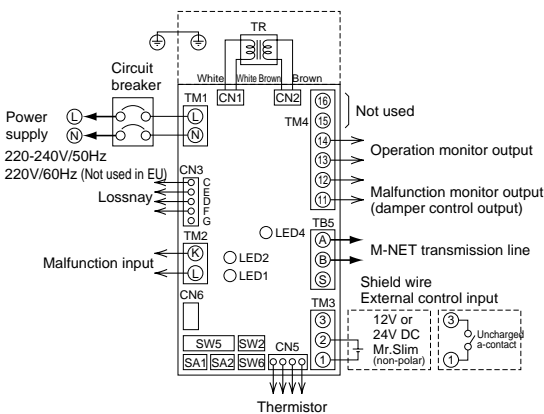 TR
Circuit
breaker
White
White Brown
Brown
TM1
CN1
CN2
16
15
TM4
14
13
12
11
Not used
Power
supply
L
N
L
N
Operation monitor output
220-240V/50Hz
220V/60Hz (Not used in EU)
CN3
C
E
D
F
G
Lossnay
Malfunction monitor output
(damper control output)
TM2
K
L
Malfunction input
LED4
LED2
LED1
TB5
A
B
S
M-NET transmission line
Shield wire
External control input
CN6
TM3
3
2
1
12V or
24V DC
Mr.Slim
(non-polar)
3
1
Uncharged
a-contact
SW5
SW2
CN5
SA1
SA2
SW6
Thermistor